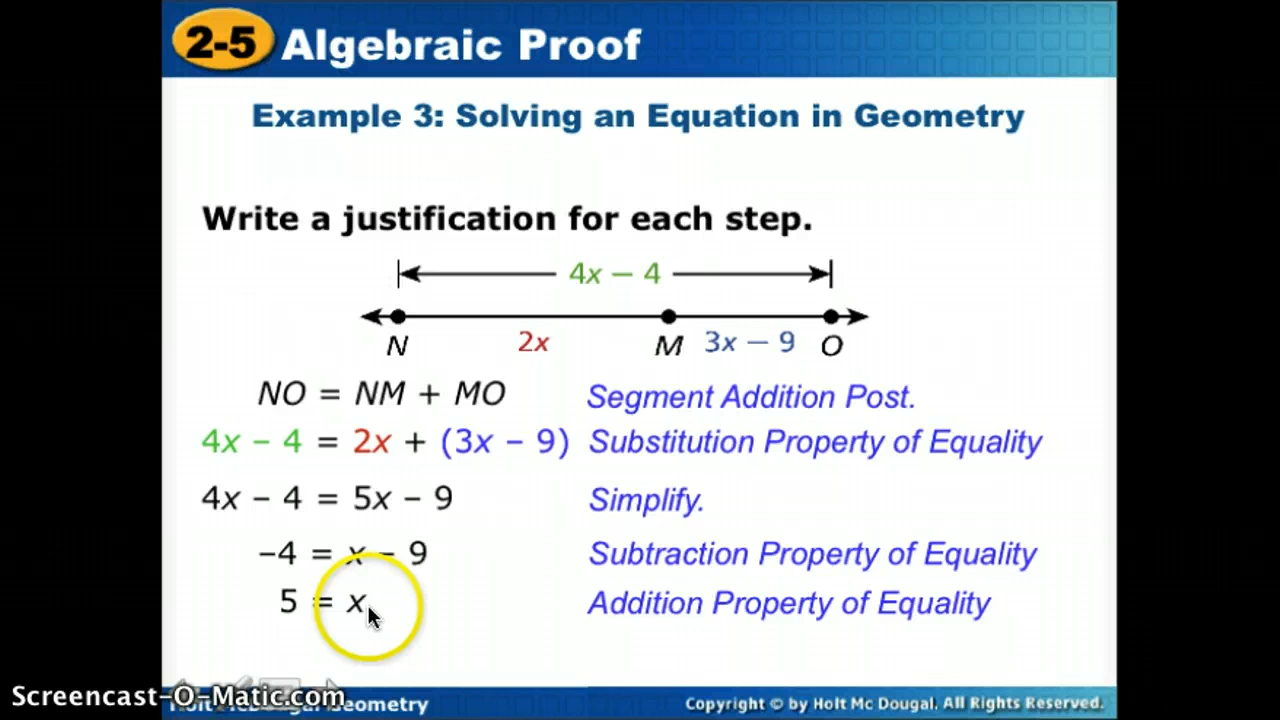 2-5 Algebraic Proof
Example 3: Solving an Equation in Geometry
Write a justification for each step.
4x – 4
N 2x M 3x – 9 O
NO = NM + MO Segment Addition Post.
4x – 4 = 2x + (3x – 9) Substitution Property of Equality
4x – 4 = 5x – 9 Simplify.
–4 = x – 9 Subtraction Property of Equality
5 = x Addition Property of Equality
Screencast-O-Matic.com
Holt McDougal Geometry Copyright © by Holt Mc Dougal. All Rights Reserved.